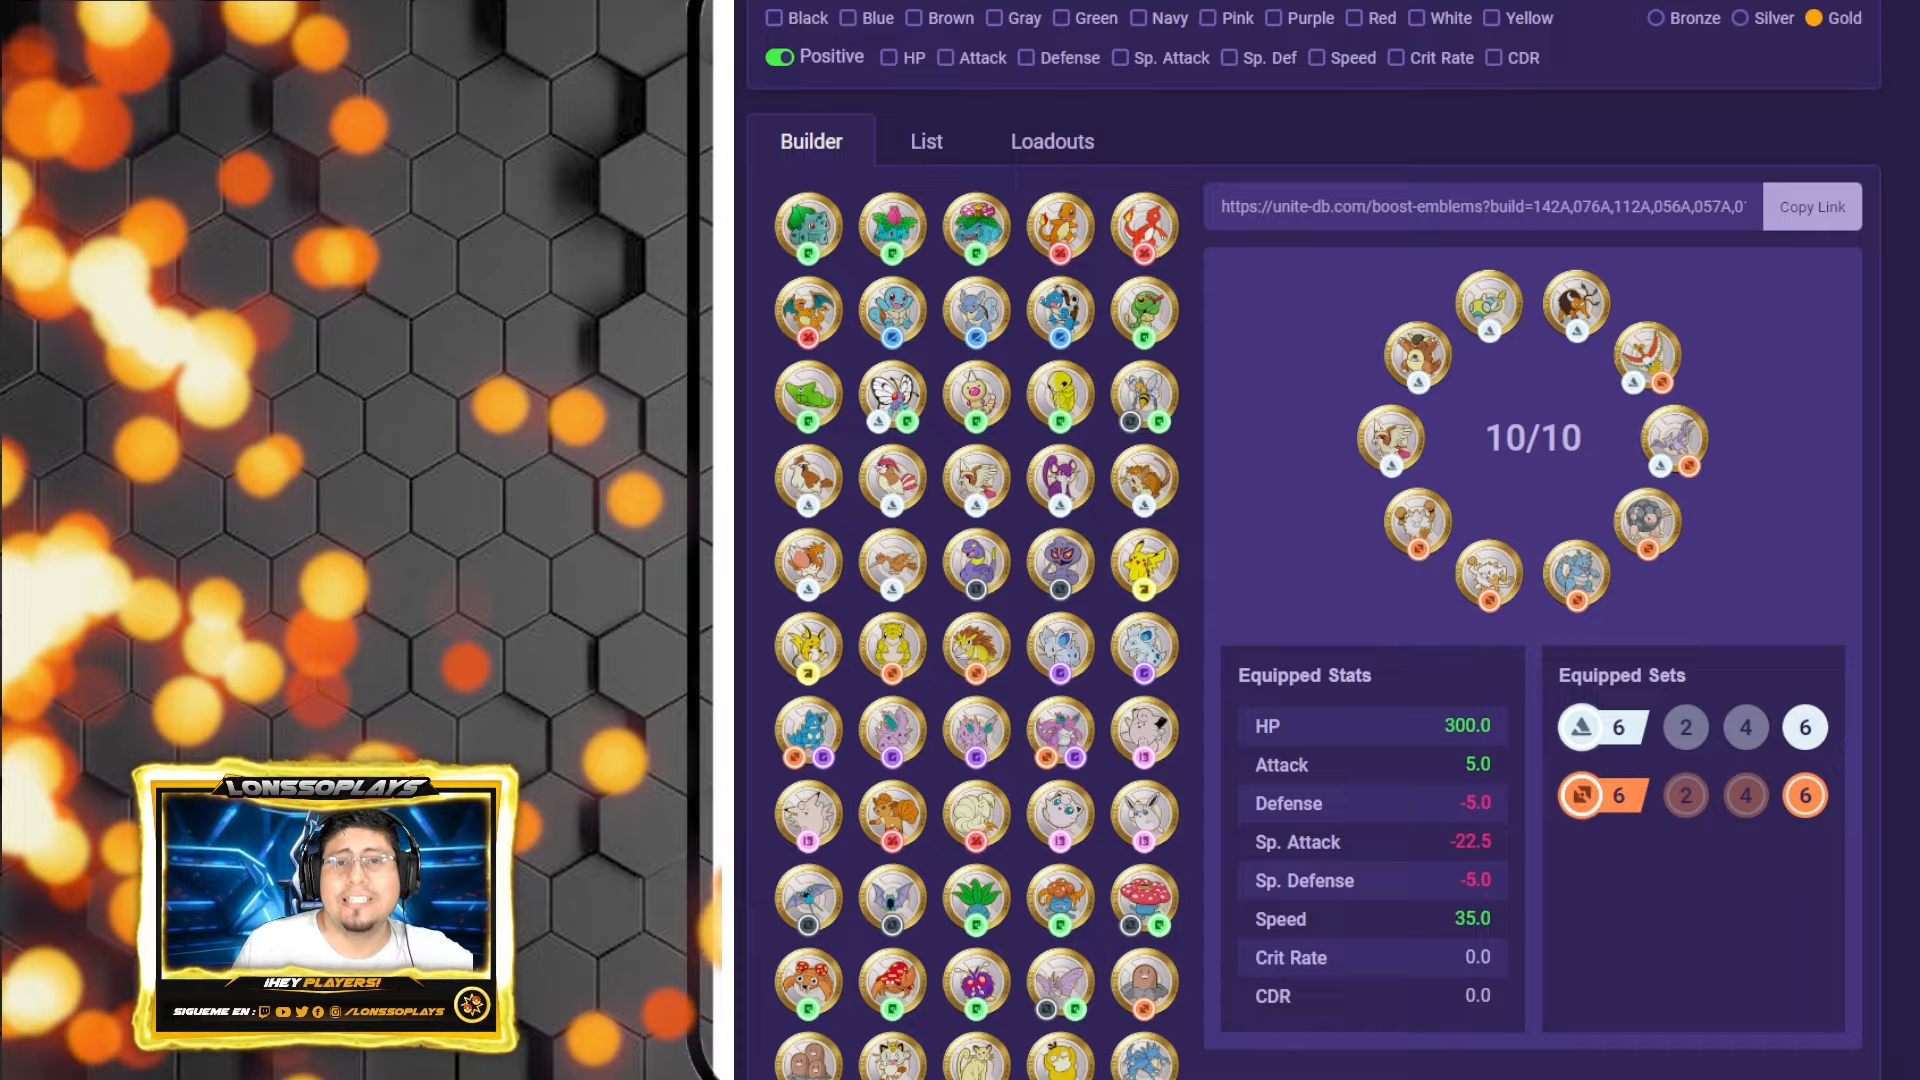 Black Blue Brown Gray Green Navy Pink Purple Red White Yellow Bronze Silver Gold
Positive HP Attack Defense Sp. Attack Sp. Def Speed Crit Rate CDR
Builder List Loadouts
https://unite-db.com/boost-emblems?build=142A,076A,112A,056A,057A,0 Copy Link
10/10
Equipped Stats
HP 300.0
Attack 5.0
Defense -5.0
Sp. Attack -22.5
Sp. Defense -5.0
Speed 35.0
Crit Rate 0.0
CDR 0.0
Equipped Sets
6 2 4 6
6 2 4 6
LONSSOPLAYS
¡HEY PLAYERS!
SIGUEME EN : /LONSSOPLAYS